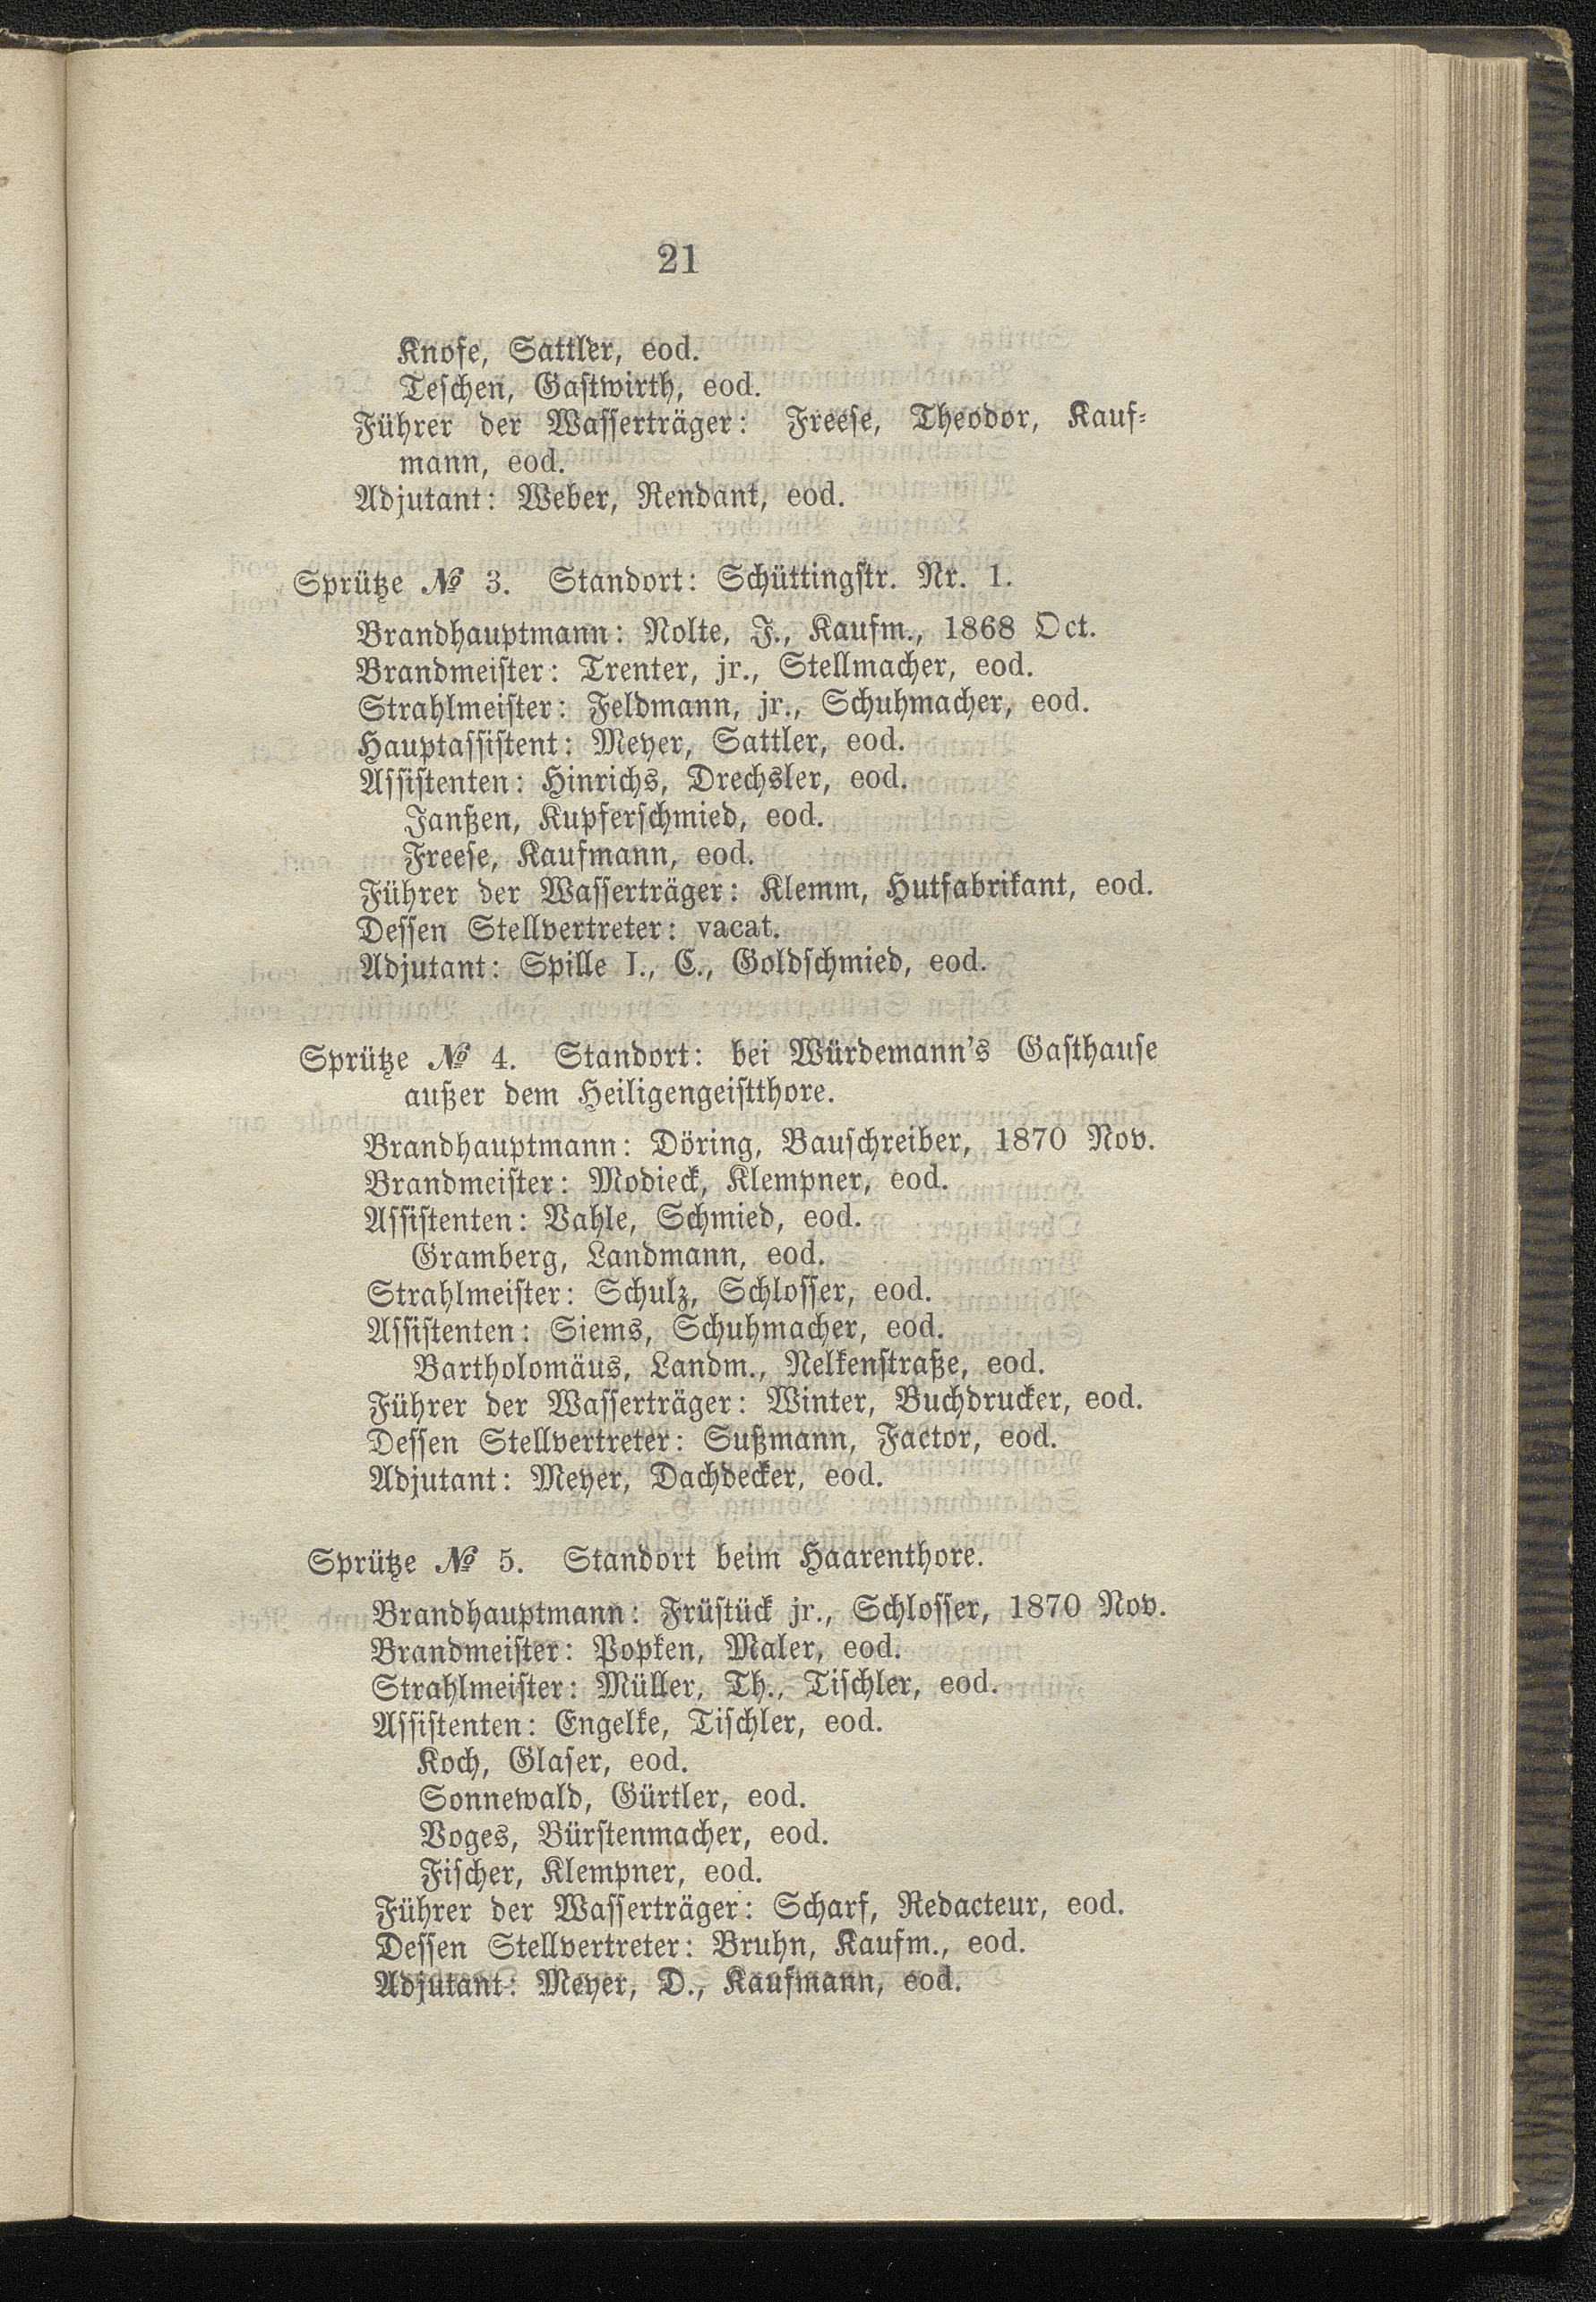 21
Knofe, Sattler, eod.
Teschen, Gastwirth, eod.
Führer der Wasserträger: Freese, Theodor, Kauf-
mann, eod.
Adjutant: Weber, Rendant, eod.
Sprütze № 3. Standort: Schüttingstr. Nr. 1.
Brandhauptmann: Nolte, J., Kaufm., 1868 Oct.
Brandmeister: Trenter, jr., Stellmacher, eod.
Strahlmeister: Feldmann, jr., Schuhmacher, eod.
Hauptassistent: Meyer, Sattler, eod.
Assistenten: Hinrichs, Drechsler, eod.
Janßen, Kupferschmied, eod.
Freese, Kaufmann, eod.
Führer der Wasserträger: Klemm, Hutfabrikant, eod.
Dessen Stellvertreter: vacat.
Adjutant: Spille I., C., Goldschmied, eod.
Sprütze № 4. Standort: bei Würdemann's Gasthause
außer dem Heiligengeistthore.
Brandhauptmann: Döring, Bauschreiber, 1870 Nov.
Brandmeister: Modieck, Klempner, eod.
Assistenten: Vahle, Schmied, eod.
Gramberg, Landmann, eod.
Strahlmeister: Schulz, Schlosser, eod.
Assistenten: Siems, Schuhmacher, eod.
Bartholomäus, Landm., Nelkenstraße, eod.
Führer der Wasserträger: Winter, Buchdrucker, eod.
Dessen Stellvertreter: Sußmann, Factor, eod.
Adjutant: Meyer, Dachdecker, eod.
Sprütze № 5. Standort beim Haarenthore.
Brandhauptmann: Früstück jr., Schlosser, 1870 Nov.
Brandmeister: Popken, Maler, eod.
Strahlmeister: Müller, Th., Tischler, eod.
Assistenten: Engelke, Tischler, eod.
Koch, Glaser, eod.
Sonnewald, Gürtler, eod.
Voges, Bürstenmacher, eod.
Fischer, Klempner, eod.
Führer der Wasserträger: Scharf, Redacteur, eod.
Dessen Stellvertreter: Bruhn, Kaufm., eod.
Adjutant: Meyer, D., Kaufmann, eod.